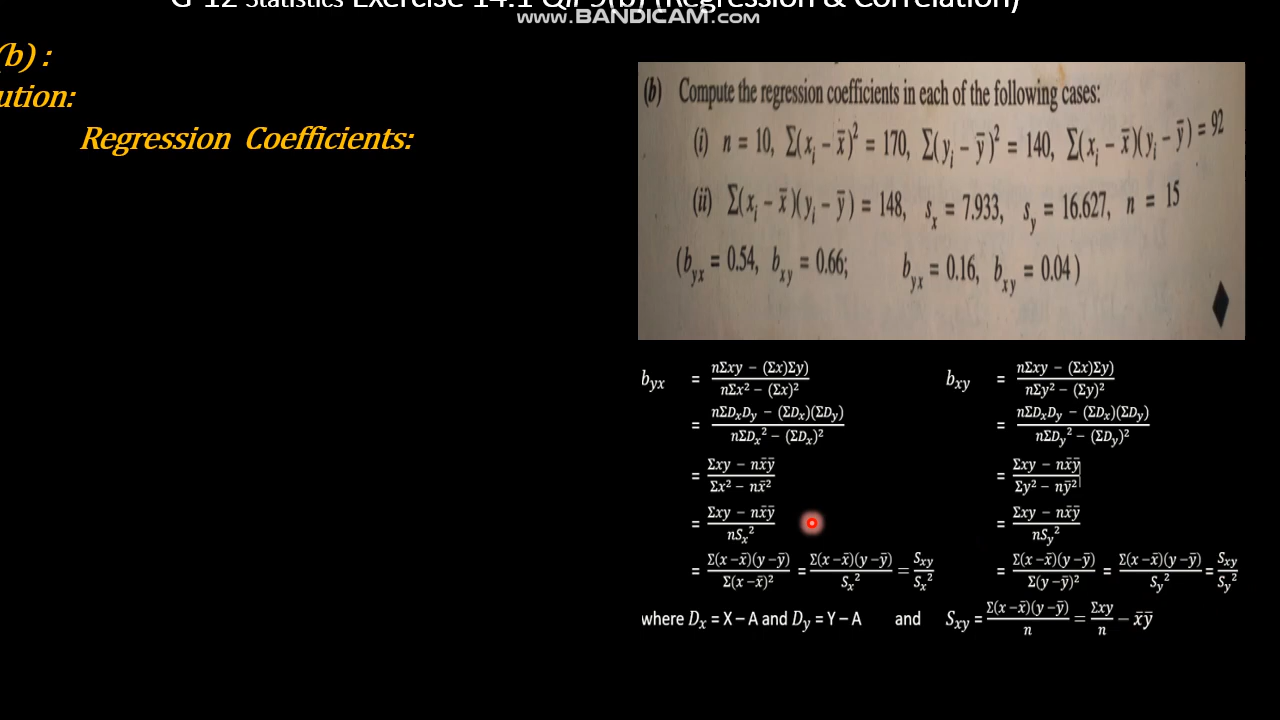 G-12 Statistics Exercise 14.1 (Regression & Correlation)
www.BANDICAM.com
(b) :
ution:
Regression Coefficients:
(b) Compute the regression coefficients in each of the following cases:
(i) n = 10, Σ(xᵢ − x̄)² = 170, Σ(yᵢ − ȳ)² = 140, Σ(xᵢ − x̄)(yᵢ − ȳ) = 92
(ii) Σ(xᵢ − x̄)(yᵢ − ȳ) = 148, sₓ = 7.933, s_y = 16.627, n = 15
(b_yx = 0.54, b_xy = 0.66; b_yx = 0.16, b_xy = 0.04)
b_yx = (nΣxy − (Σx)Σy))/(nΣx² − (Σx)²) b_xy = (nΣxy − (Σx)Σy))/(nΣy² − (Σy)²)
= (nΣDₓD_y − (ΣDₓ)(ΣD_y))/(nΣDₓ² − (ΣDₓ)²) = (nΣDₓD_y − (ΣDₓ)(ΣD_y))/(nΣD_y² − (ΣD_y)²)
= (Σxy − nx̄ȳ)/(Σx² − nx̄²) = (Σxy − nx̄ȳ)/(Σy² − nȳ²)
= (Σxy − nx̄ȳ)/(nSₓ²) = (Σxy − nx̄ȳ)/(nS_y²)
= Σ(x −x̄)(y −ȳ)/Σ(x −x̄)² = Σ(x −x̄)(y −ȳ)/Sₓ² = S_xy/Sₓ² = Σ(x −x̄)(y −ȳ)/Σ(y −ȳ)² = Σ(x −x̄)(y −ȳ)/S_y² = S_xy/S_y²
where Dₓ = X – A and D_y = Y – A and S_xy = Σ(x −x̄)(y −ȳ)/n = Σxy/n − x̄ȳ